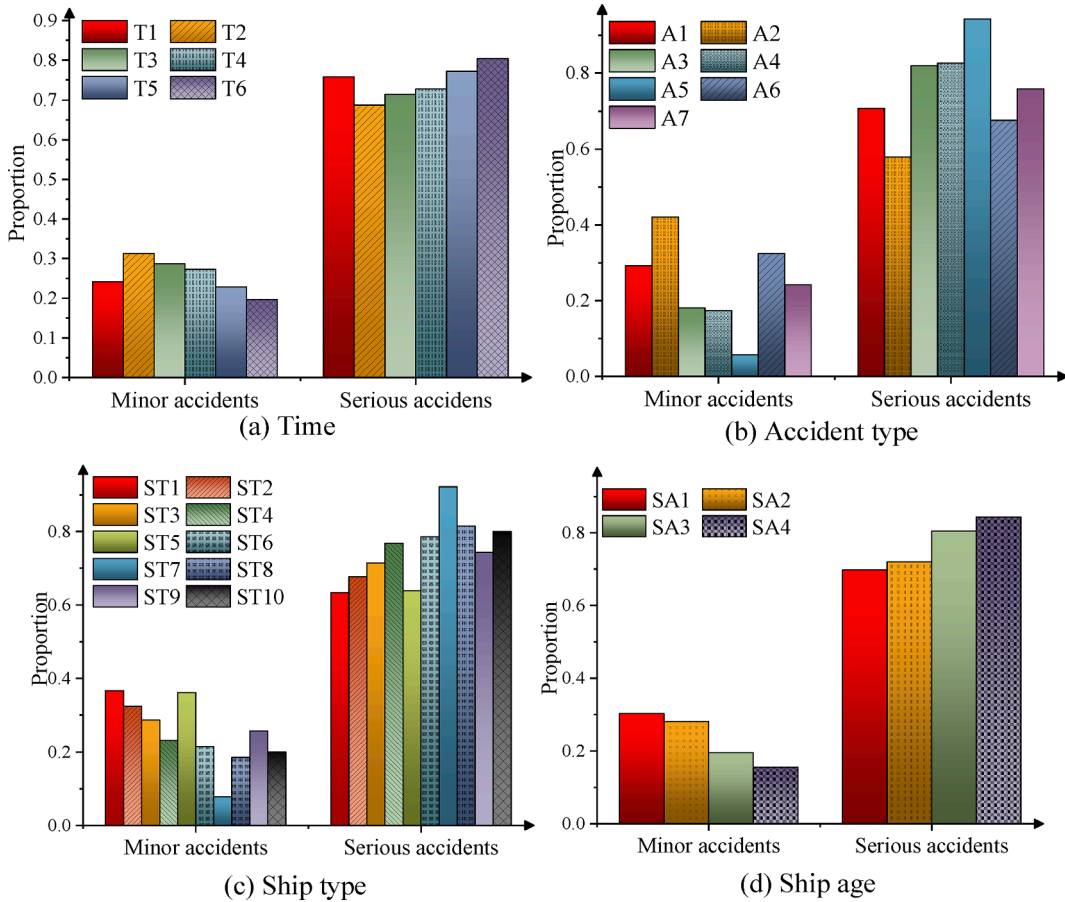 0.9
0.8
0.7
0.6
0.5
0.4
0.3
0.2
0.1
0.0
Proportion
T1 T2
T3 T4
T5 T6
Minor accidents Serious accidens
(a) Time
0.8
0.6
0.4
0.2
0.0
Proportion
A1 A2
A3 A4
A5 A6
A7
Minor accidents Serious accidents
(b) Accident type
0.8
0.6
0.4
0.2
0.0
Proportion
ST1 ST2
ST3 ST4
ST5 ST6
ST7 ST8
ST9 ST10
Minor accidents Serious accidents
(c) Ship type
0.8
0.6
0.4
0.2
0.0
Proportion
SA1 SA2
SA3 SA4
Minor accidents Serious accidents
(d) Ship age